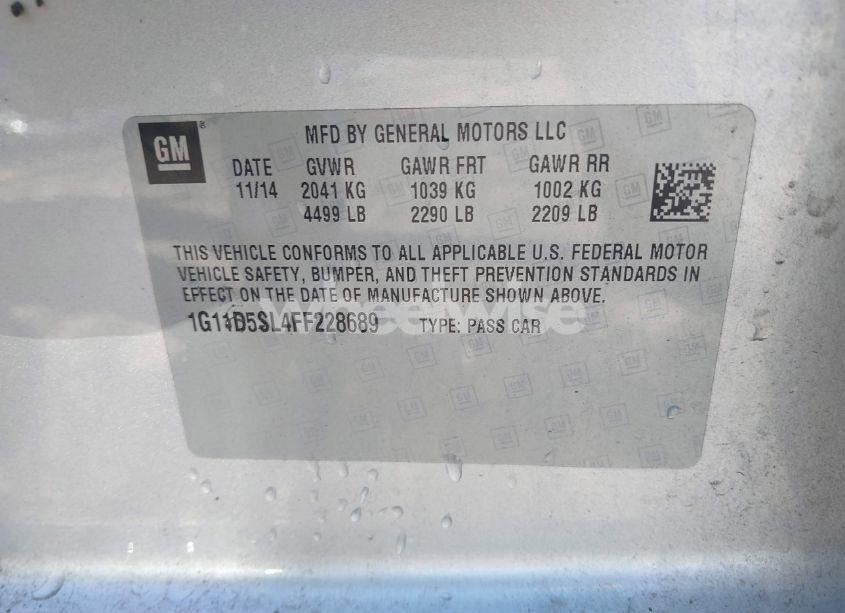 GM
MFD BY GENERAL MOTORS LLC
DATE GVWR GAWR FRT GAWR RR
11/14 2041 KG 1039 KG 1002 KG
4499 LB 2290 LB 2209 LB
THIS VEHICLE CONFORMS TO ALL APPLICABLE U.S. FEDERAL MOTOR
VEHICLE SAFETY, BUMPER, AND THEFT PREVENTION STANDARDS IN
EFFECT ON THE DATE OF MANUFACTURE SHOWN ABOVE.
1G11D5SL4FF228689 TYPE: PASS CAR
wheelwise